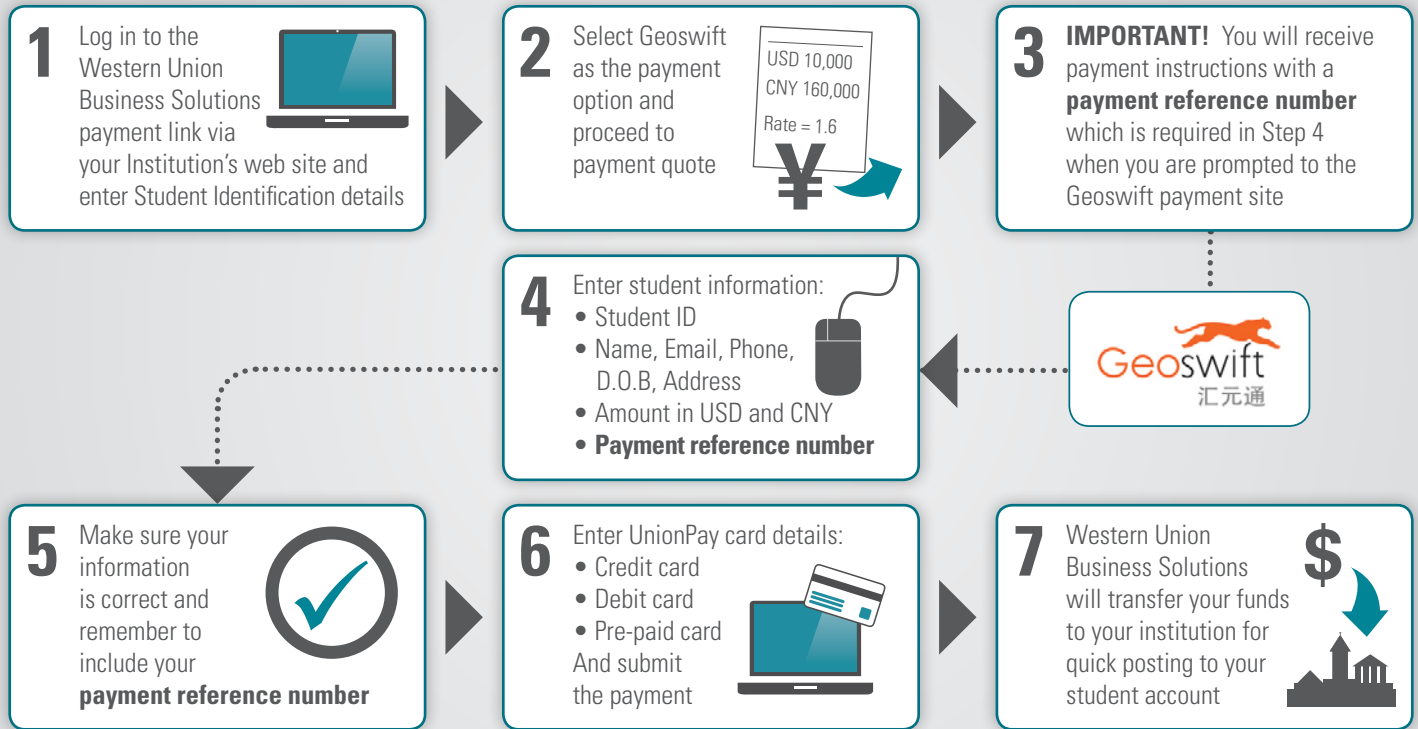 1
Log in to the
Western Union
Business Solutions
payment link via
your Institution's web site and
enter Student Identification details
2
Select Geoswift
as the payment
option and
proceed to
payment quote
USD 10,000
CNY 160,000
Rate = 1.6
¥
3
IMPORTANT! You will receive
payment instructions with a
payment reference number
which is required in Step 4
when you are prompted to the
Geoswift payment site
Geoswift
汇元通
4
Enter student information:
• Student ID
• Name, Email, Phone,
D.O.B, Address
• Amount in USD and CNY
• Payment reference number
5
Make sure your
information
is correct and
remember to
include your
payment reference number
6
Enter UnionPay card details:
• Credit card
• Debit card
• Pre-paid card
And submit
the payment
7
Western Union
Business Solutions
will transfer your funds
to your institution for
quick posting to your
student account
$